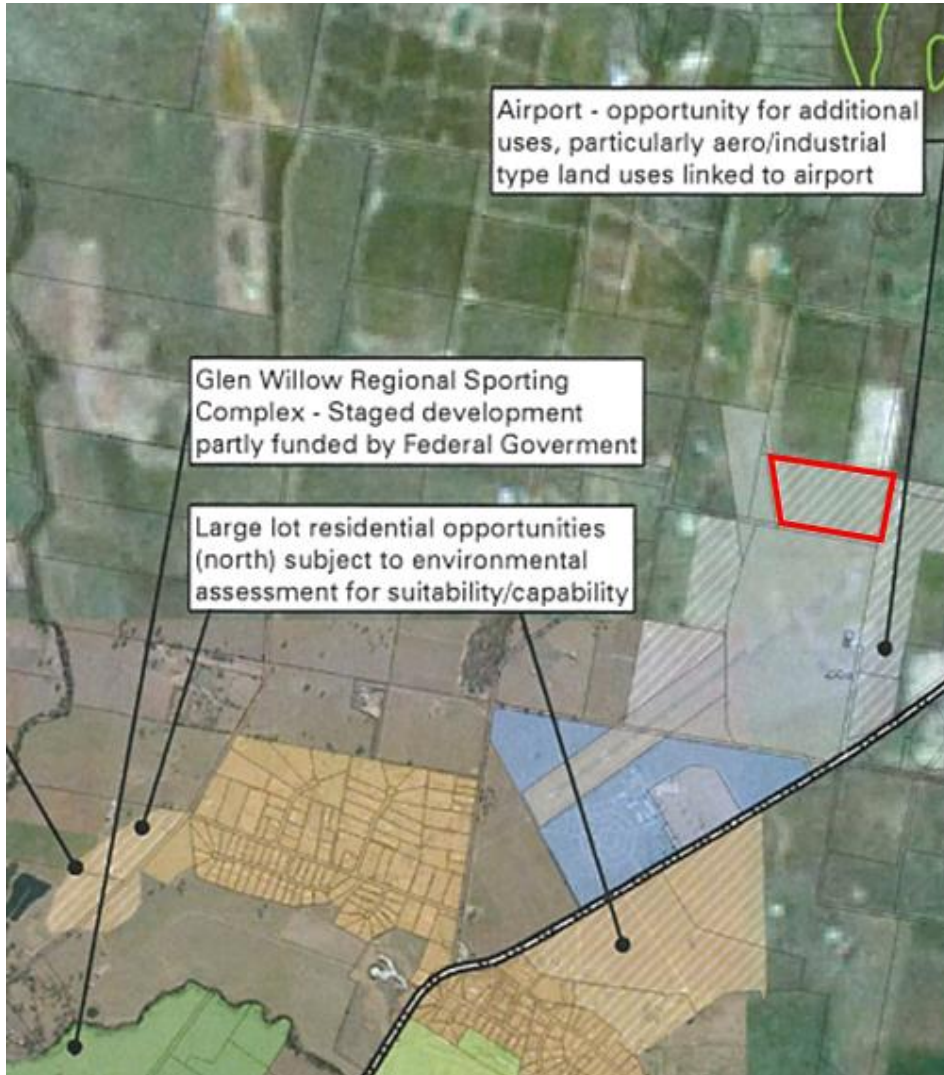 Airport - opportunity for additional
uses, particularly aero/industrial
type land uses linked to airport
Glen Willow Regional Sporting
Complex - Staged development
partly funded by Federal Goverment
Large lot residential opportunities
(north) subject to environmental
assessment for suitability/capability